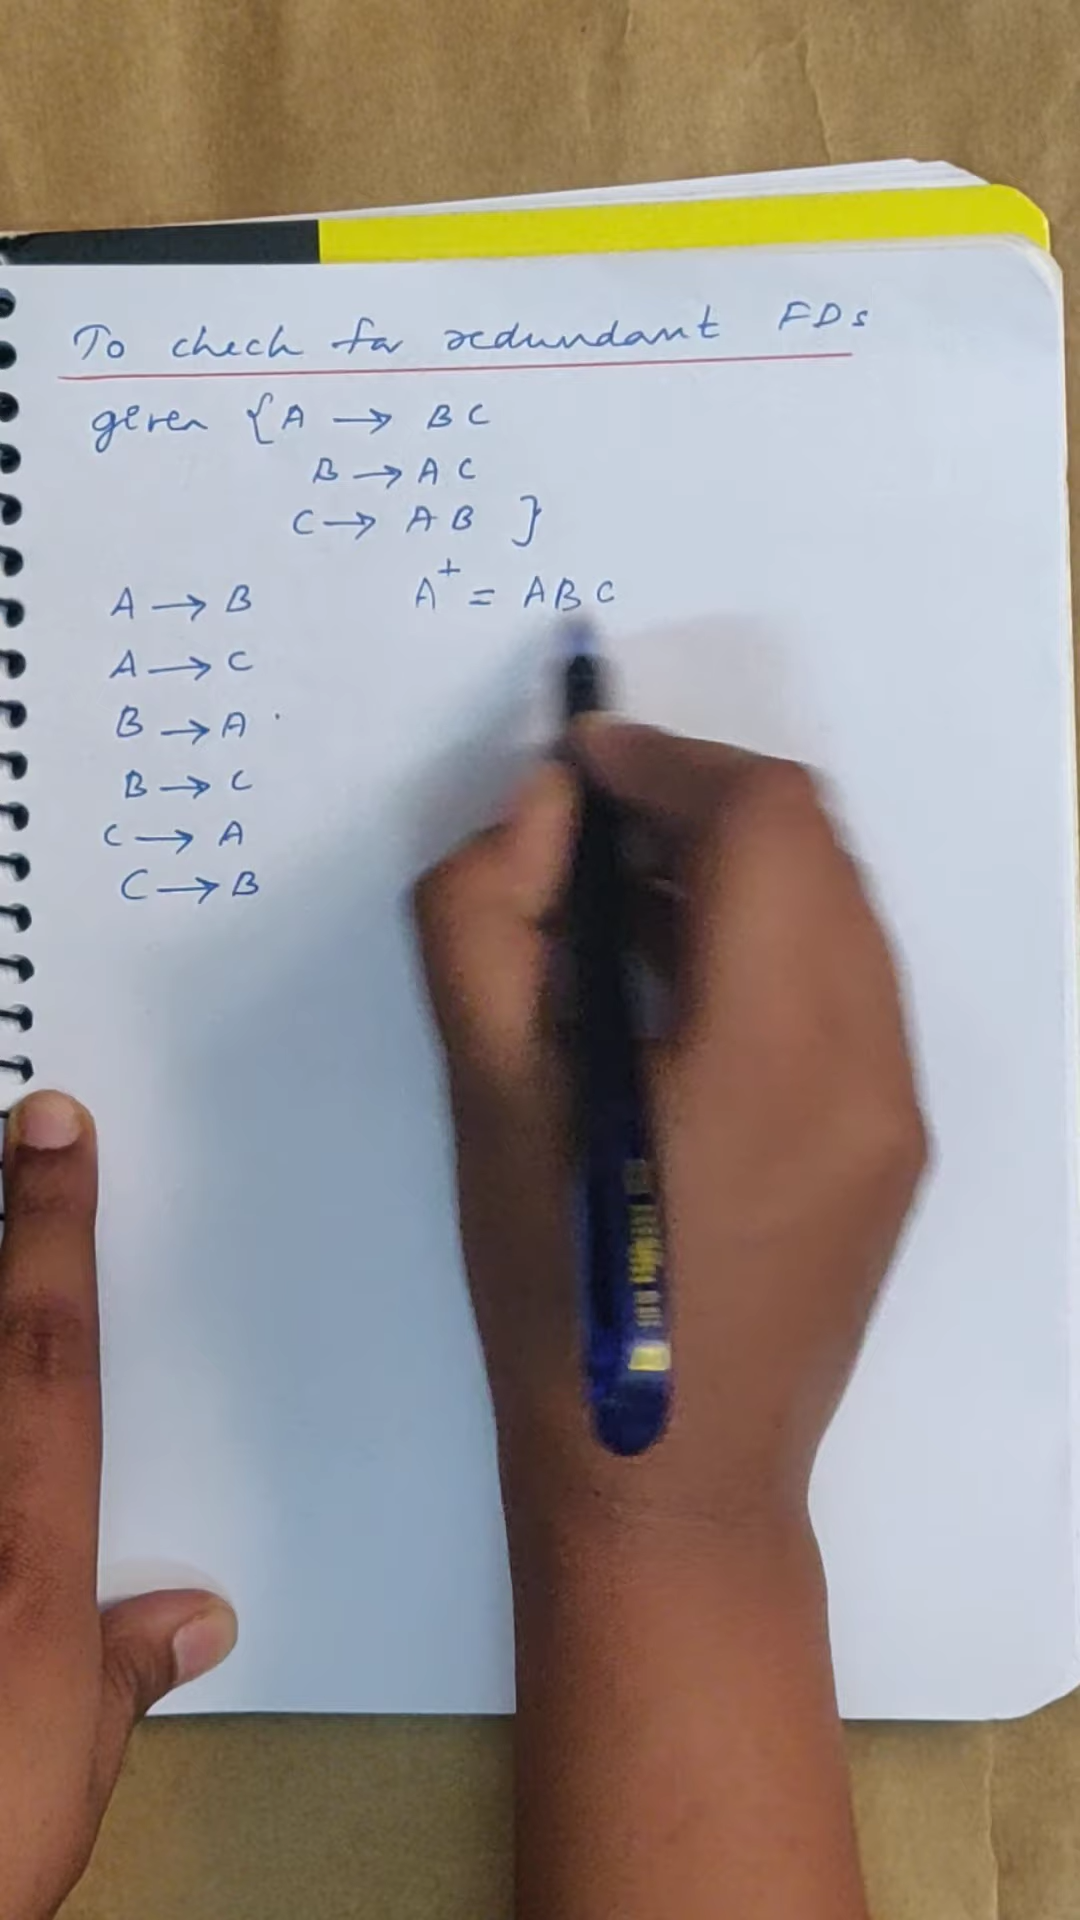 To check for redundant FDs
given {A → BC
B → AC
C → AB }
A → B
A⁺ = ABC
A → C
B → A
B → C
C → A
C → B